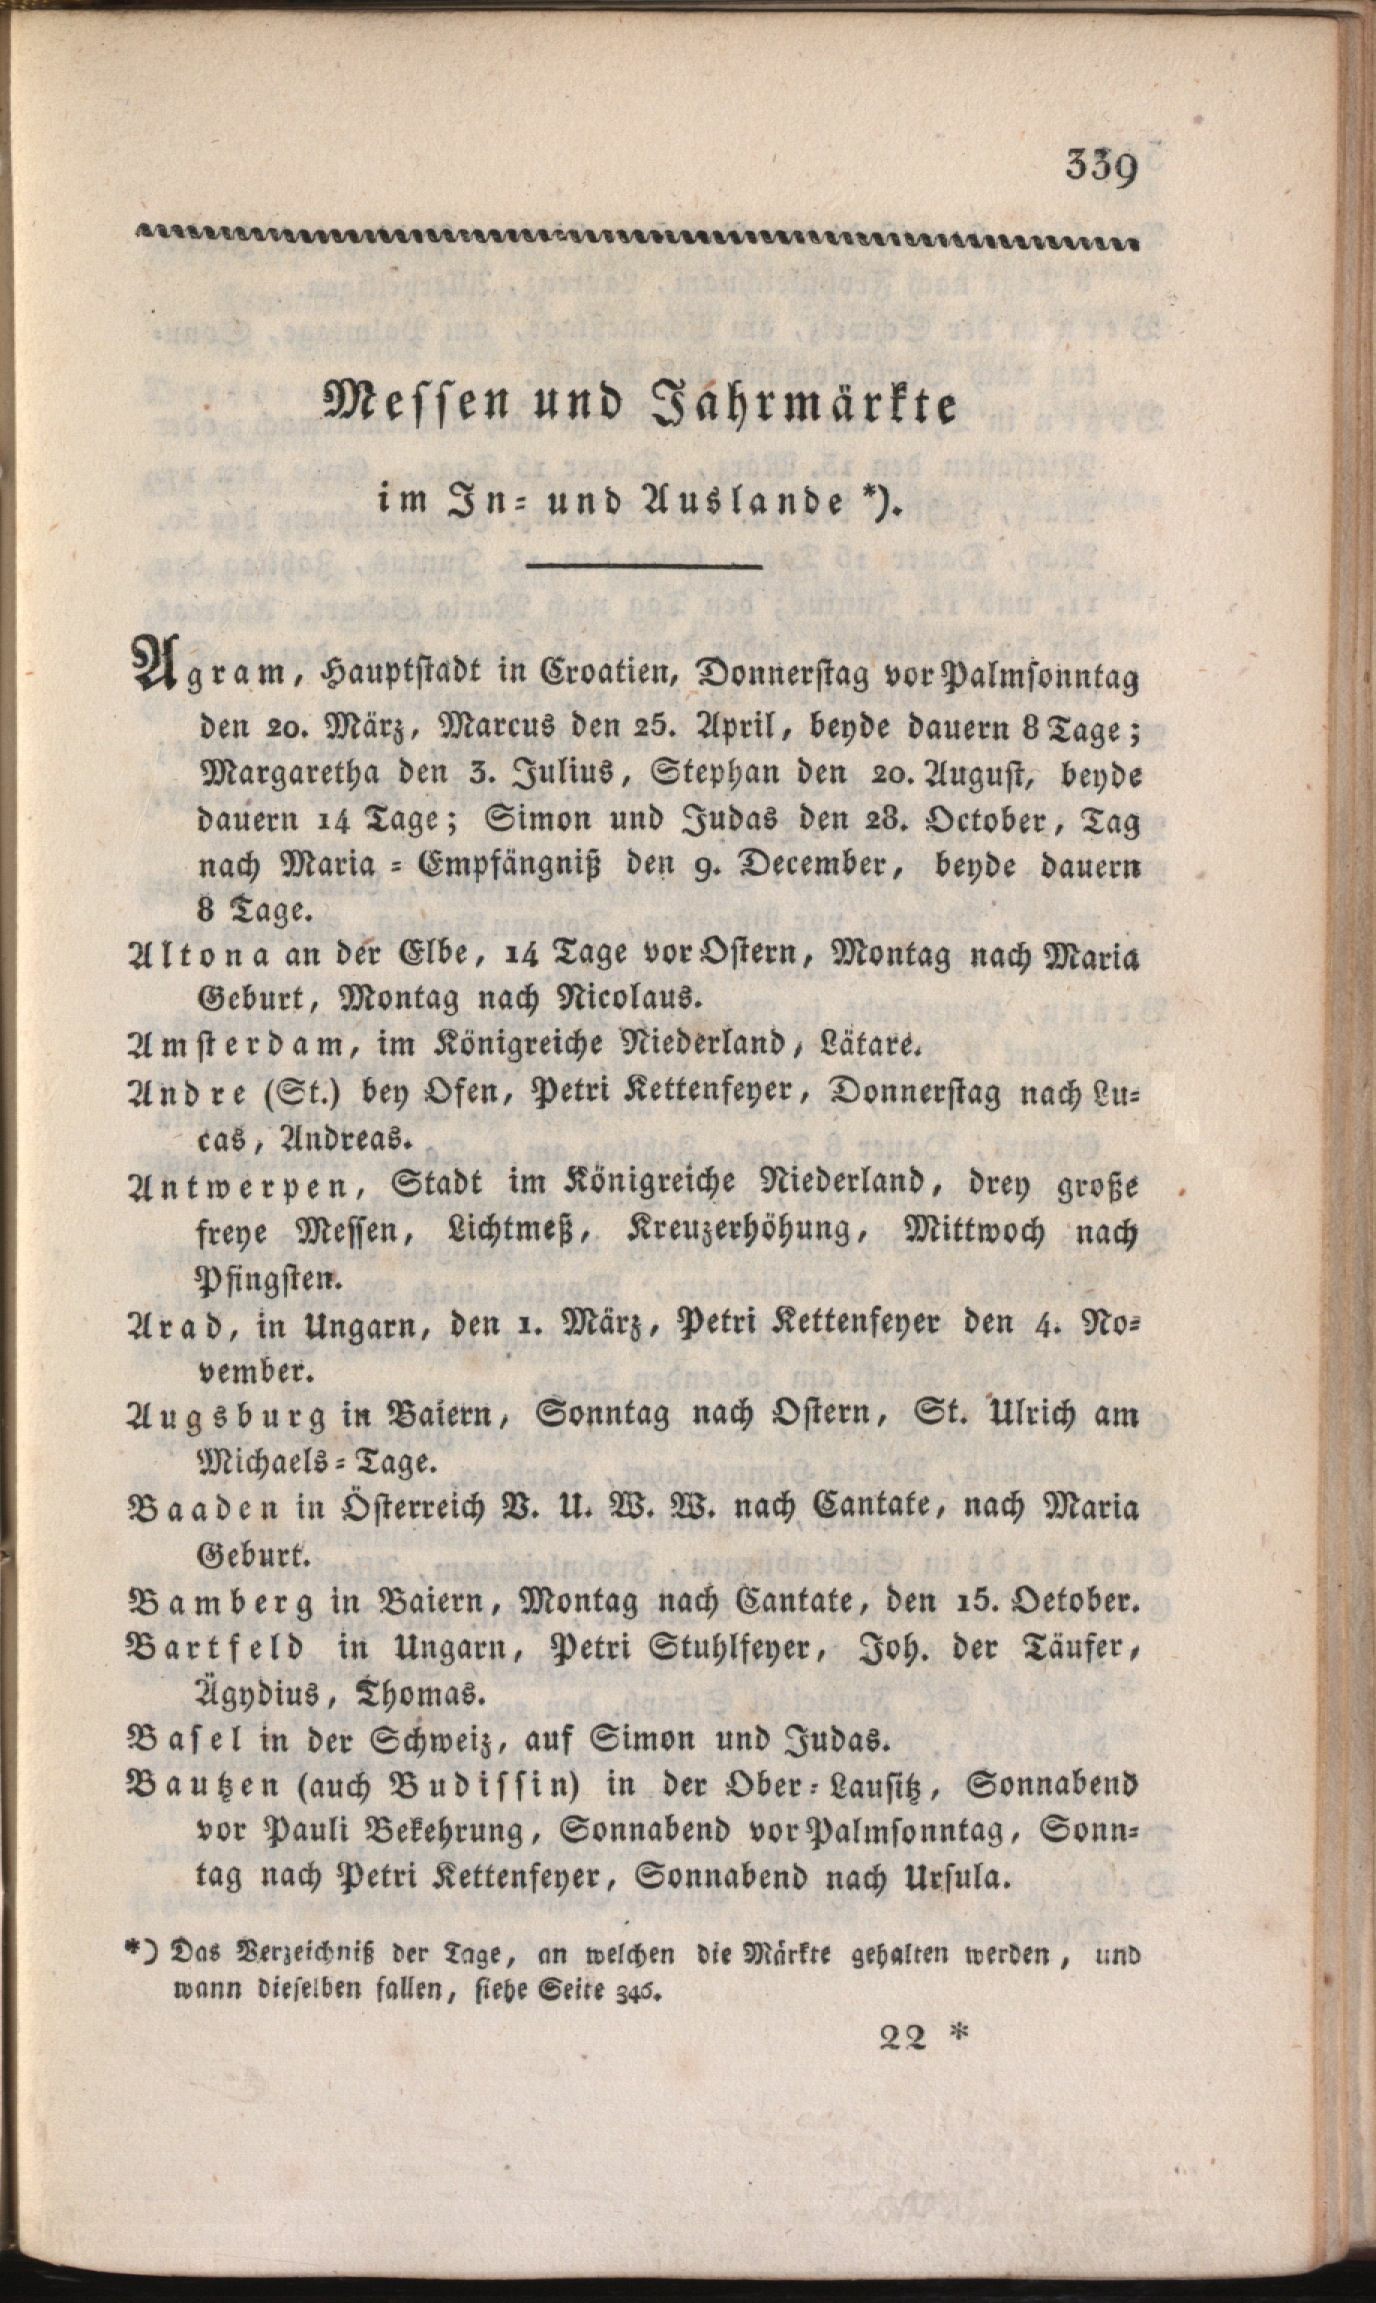 339
Messen und Jahrmärkte
im In- und Auslande *).
Agram, Hauptstadt in Croatien, Donnerstag vor Palmsonntag
den 20. März, Marcus den 25. April, beyde dauern 8 Tage;
Margaretha den 3. Julius, Stephan den 20. August, beyde
dauern 14 Tage; Simon und Judas den 28. October, Tag
nach Maria-Empfängniß den 9. December, beyde dauern
8 Tage.
Altona an der Elbe, 14 Tage vor Ostern, Montag nach Maria
Geburt, Montag nach Nicolaus.
Amsterdam, im Königreiche Niederland, Lätare.
Andre (St.) bey Ofen, Petri Kettenfeyer, Donnerstag nach Lu-
cas, Andreas.
Antwerpen, Stadt im Königreiche Niederland, drey große
freye Messen, Lichtmeß, Kreuzerhöhung, Mittwoch nach
Pfingsten.
Arad, in Ungarn, den 1. März, Petri Kettenfeyer den 4. No-
vember.
Augsburg in Baiern, Sonntag nach Ostern, St. Ulrich am
Michaels-Tage.
Baaden in Österreich V. U. W. W. nach Cantate, nach Maria
Geburt.
Bamberg in Baiern, Montag nach Cantate, den 15. October.
Bartfeld in Ungarn, Petri Stuhlfeyer, Joh. der Täufer,
Ägydius, Thomas.
Basel in der Schweiz, auf Simon und Judas.
Bautzen (auch Budissin) in der Ober-Lausitz, Sonnabend
vor Pauli Bekehrung, Sonnabend vor Palmsonntag, Sonn-
tag nach Petri Kettenfeyer, Sonnabend nach Ursula.
*) Das Verzeichniß der Tage, an welchen die Märkte gehalten werden, und
wann dieselben fallen, siehe Seite 346.
22 *